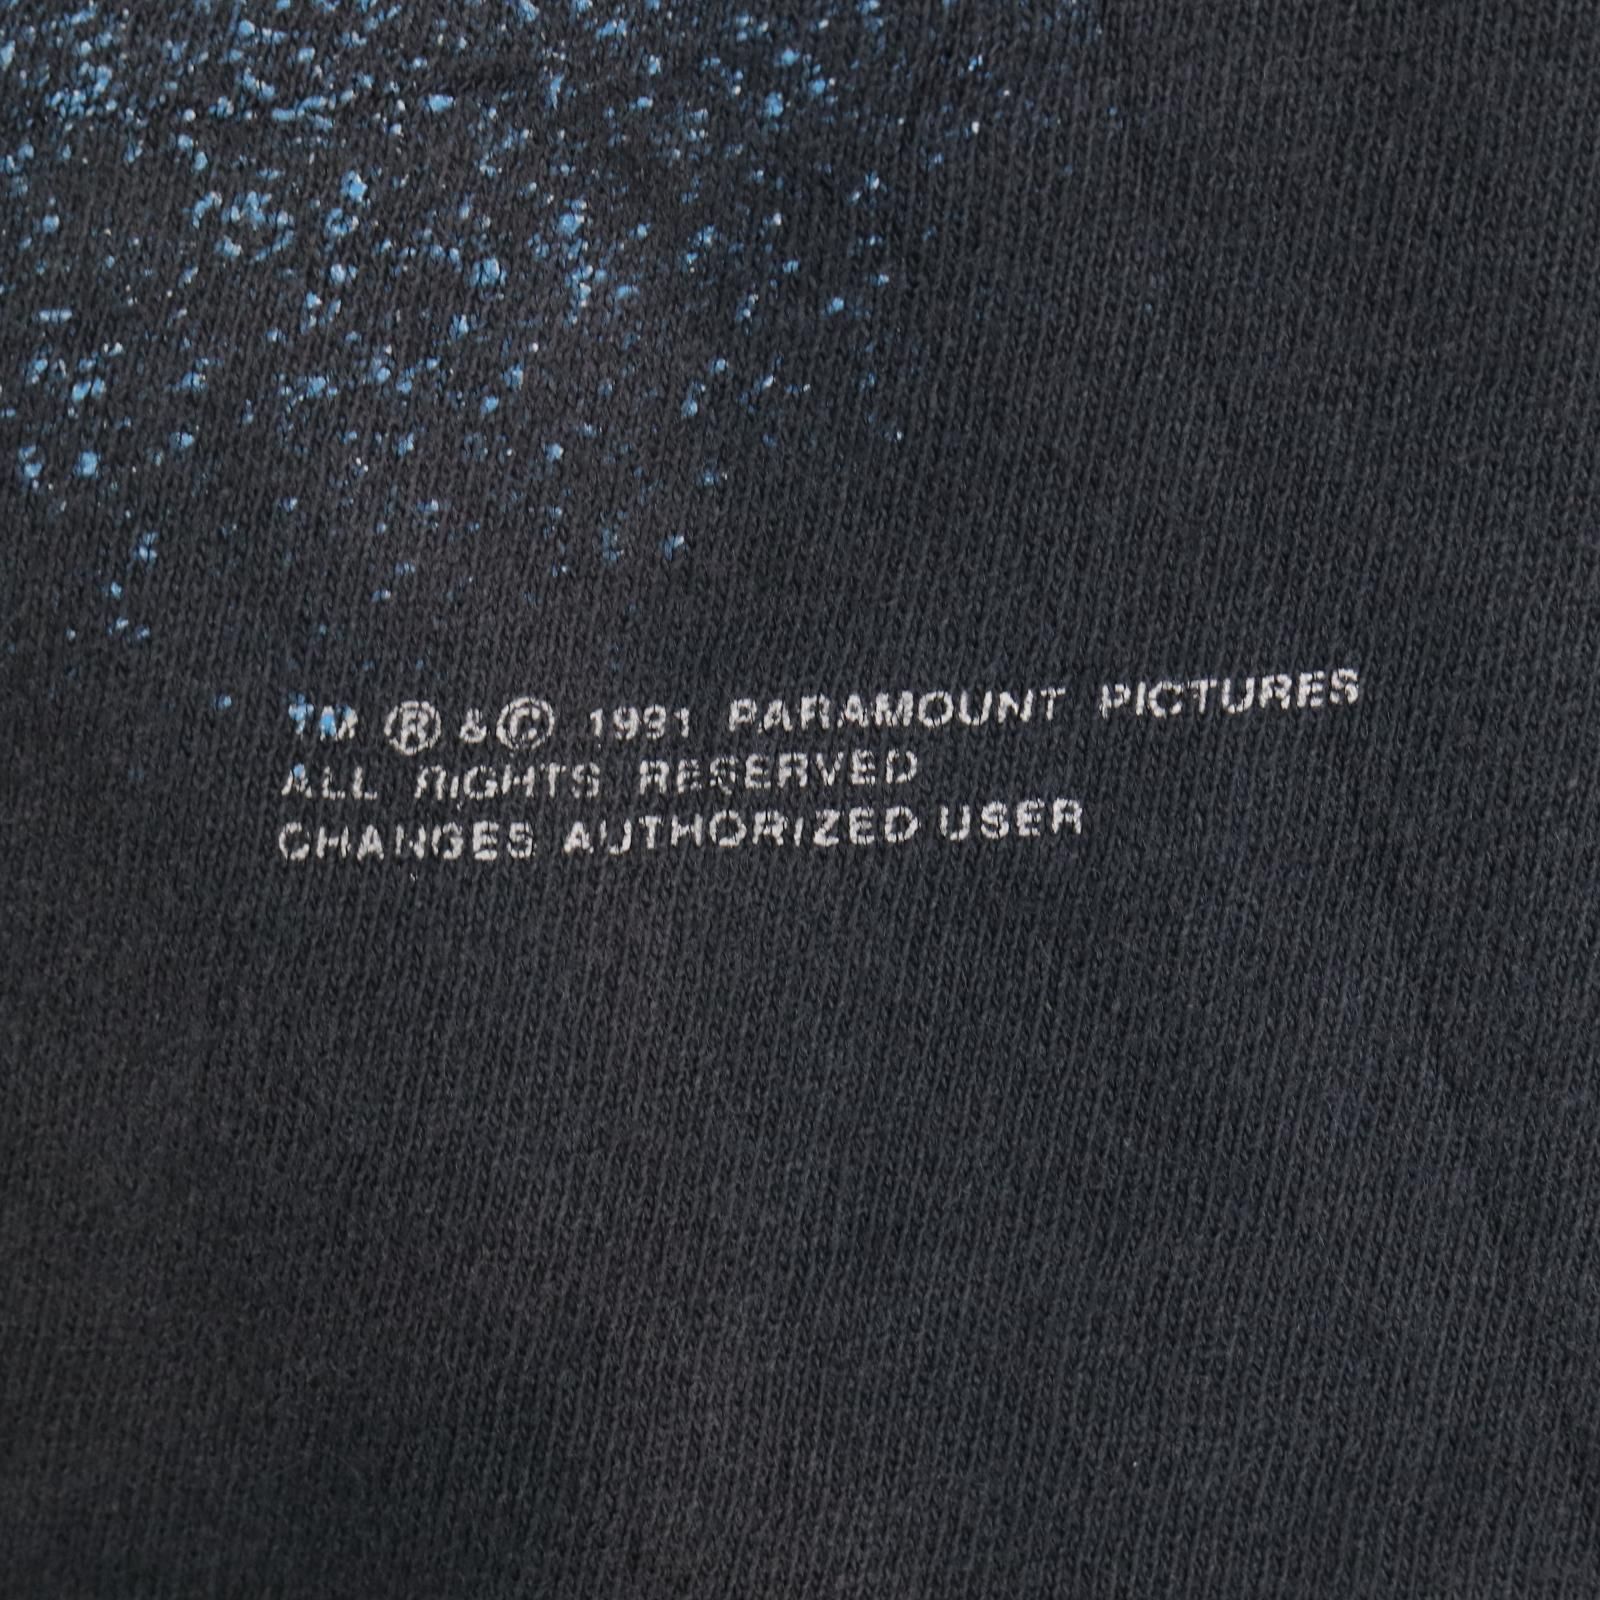 TM ® & © 1991 PARAMOUNT PICTURES
ALL RIGHTS RESERVED
CHANGES AUTHORIZED USER